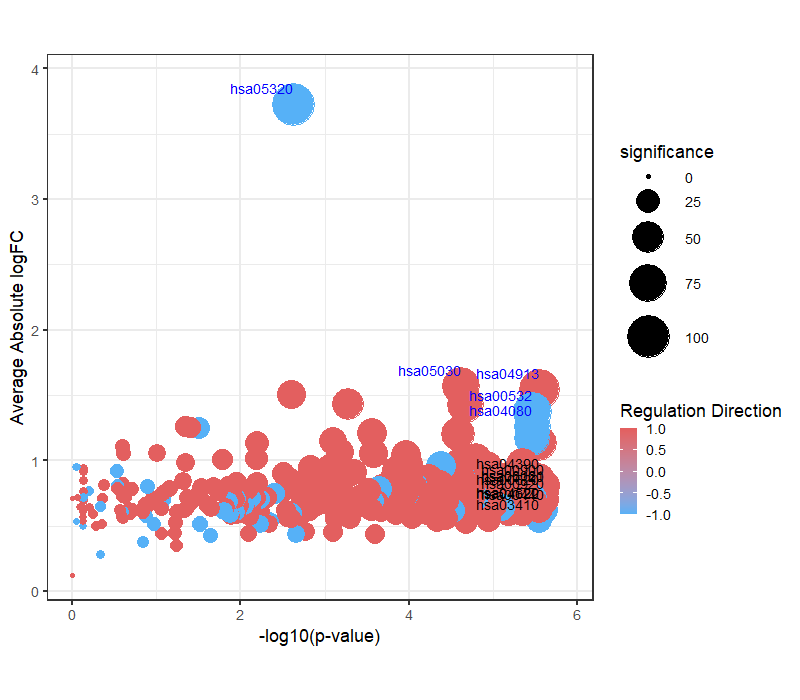 4
3
2
1
0
Average Absolute logFC
hsa05320
hsa05030
hsa04913
hsa00532
hsa04080
hsa04390
hsa03410
0
2
4
6
-log10(p-value)
significance
0
25
50
75
100
Regulation Direction
1.0
0.5
0.0
-0.5
-1.0